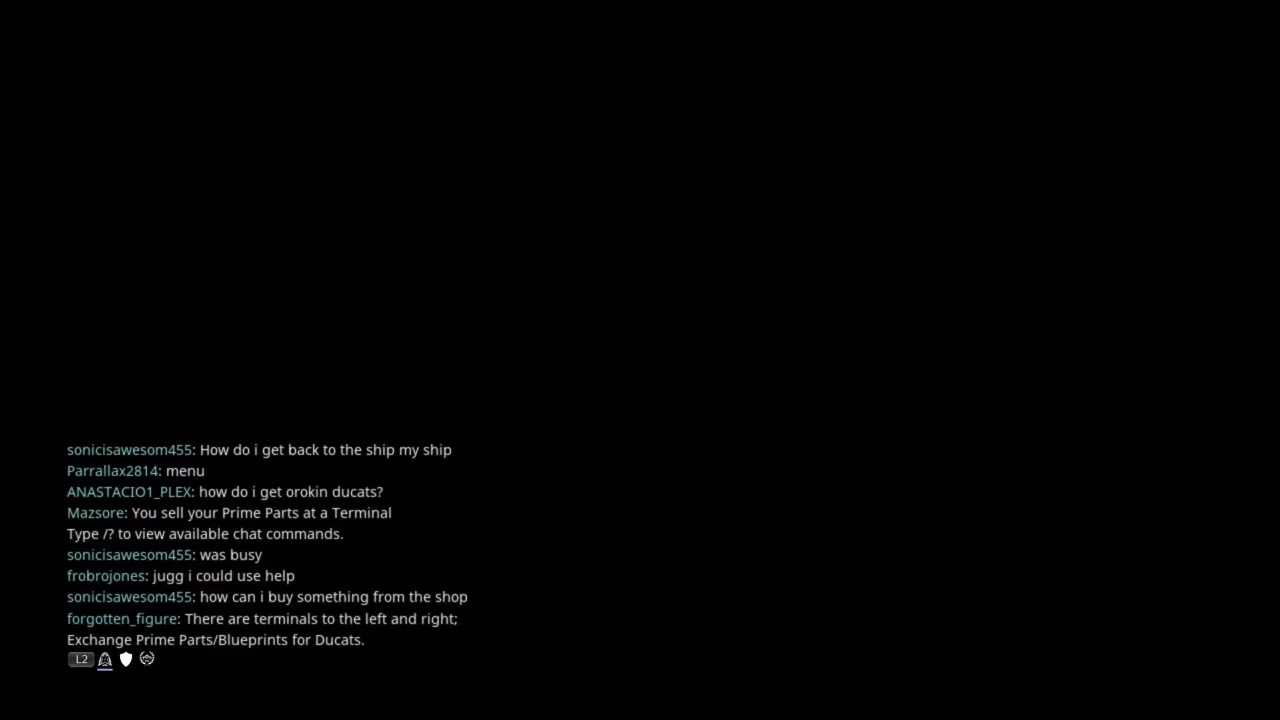 sonicisawesom455: How do i get back to the ship my ship
Parrallax2814: menu
ANASTACIO1_PLEX: how do i get orokin ducats?
Mazsore: You sell your Prime Parts at a Terminal
Type /? to view available chat commands.
sonicisawesom455: was busy
frobrojones: jugg i could use help
sonicisawesom455: how can i buy something from the shop
forgotten_figure: There are terminals to the left and right;
Exchange Prime Parts/Blueprints for Ducats.
L2